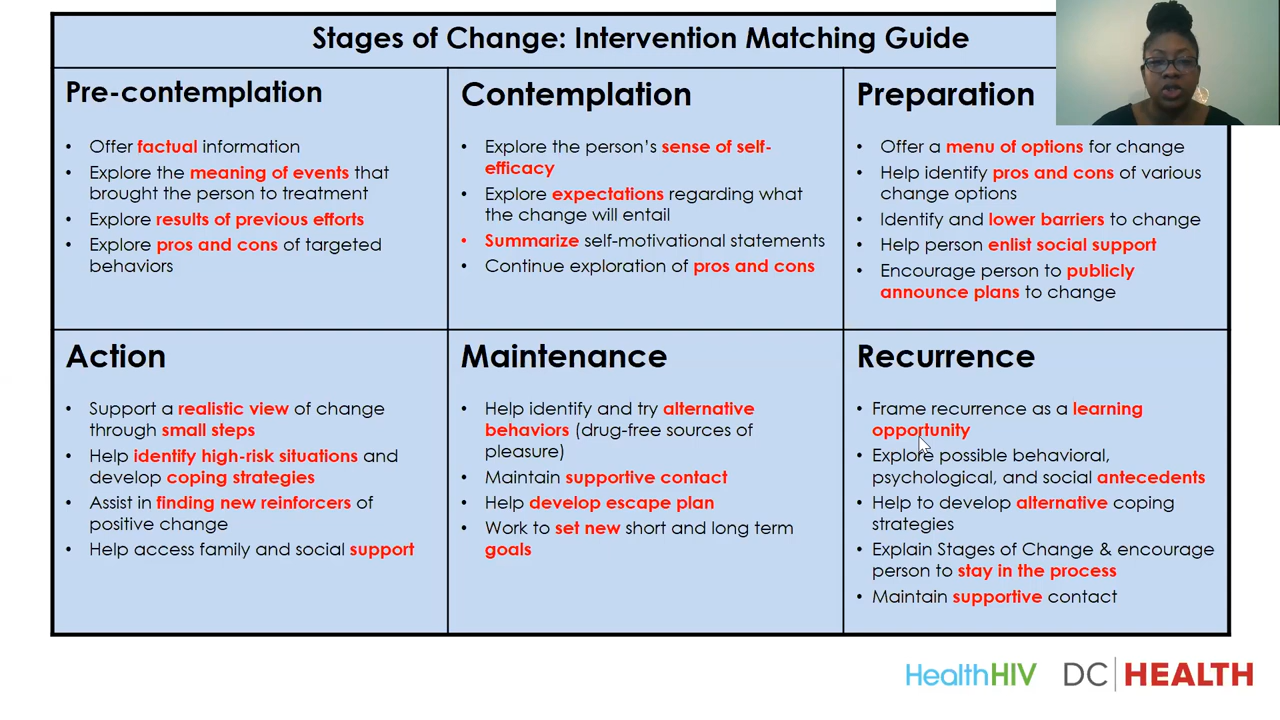 Stages of Change: Intervention Matching Guide
Pre-contemplation
• Offer factual information
• Explore the meaning of events that
brought the person to treatment
• Explore results of previous efforts
• Explore pros and cons of targeted
behaviors
Contemplation
• Explore the person's sense of self-
efficacy
• Explore expectations regarding what
the change will entail
• Summarize self-motivational statements
• Continue exploration of pros and cons
Preparation
• Offer a menu of options for change
• Help identify pros and cons of various
change options
• Identify and lower barriers to change
• Help person enlist social support
• Encourage person to publicly
announce plans to change
Action
• Support a realistic view of change
through small steps
• Help identify high-risk situations and
develop coping strategies
• Assist in finding new reinforcers of
positive change
• Help access family and social support
Maintenance
• Help identify and try alternative
behaviors (drug-free sources of
pleasure)
• Maintain supportive contact
• Help develop escape plan
• Work to set new short and long term
goals
Recurrence
• Frame recurrence as a learning
opportunity
• Explore possible behavioral,
psychological, and social antecedents
• Help to develop alternative coping
strategies
• Explain Stages of Change & encourage
person to stay in the process
• Maintain supportive contact
HealthHIV
DC HEALTH